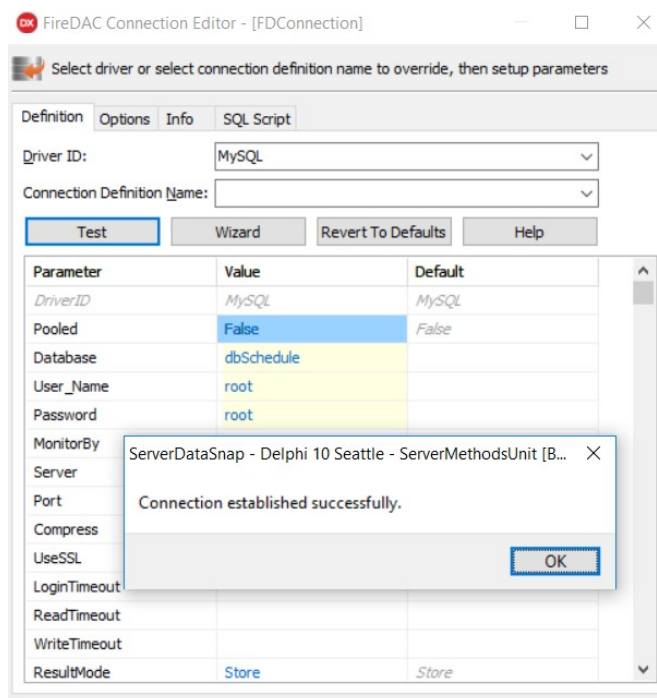 DX FireDAC Connection Editor - [FDConnection]
Select driver or select connection definition name to override, then setup parameters
Definition Options Info SQL Script
Driver ID: MySQL
Connection Definition Name:
Test Wizard Revert To Defaults Help
Parameter Value Default
DriverID MySQL MySQL
Pooled False False
Database dbSchedule
User_Name root
Password root
MonitorBy
ServerDataSnap - Delphi 10 Seattle - ServerMethodsUnit [B...
Server
Port
Connection established successfully.
Compress
UseSSL
OK
LoginTimeout
ReadTimeout
WriteTimeout
ResultMode Store Store